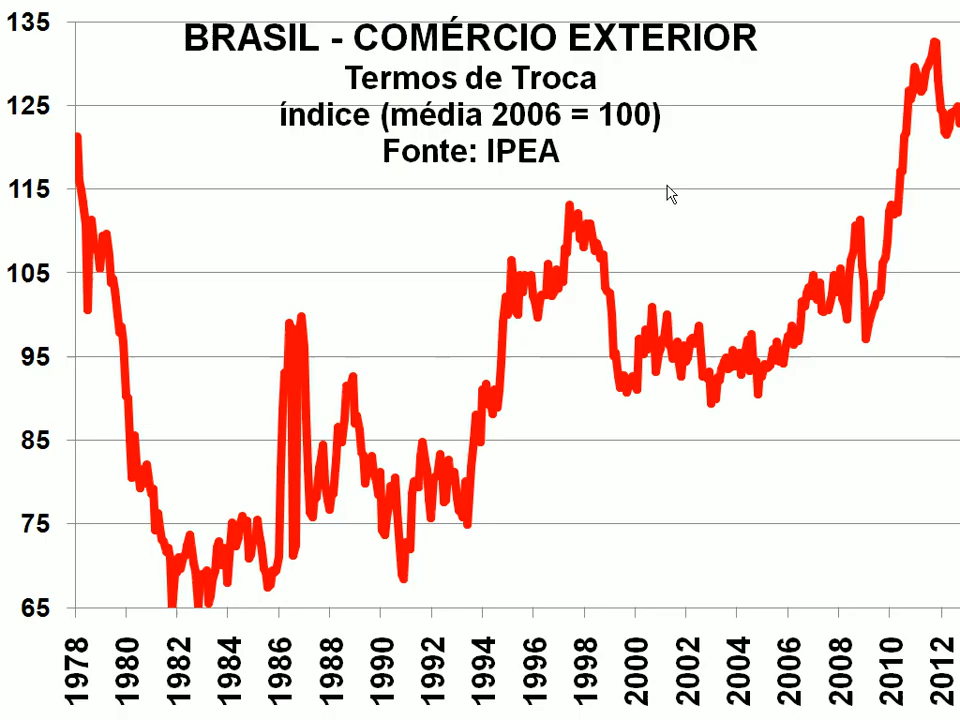 BRASIL - COMÉRCIO EXTERIOR
Termos de Troca
índice (média 2006 = 100)
Fonte: IPEA
135
125
115
105
95
85
75
65
1978 1980 1982 1984 1986 1988 1990 1992 1994 1996 1998 2000 2002 2004 2006 2008 2010 2012